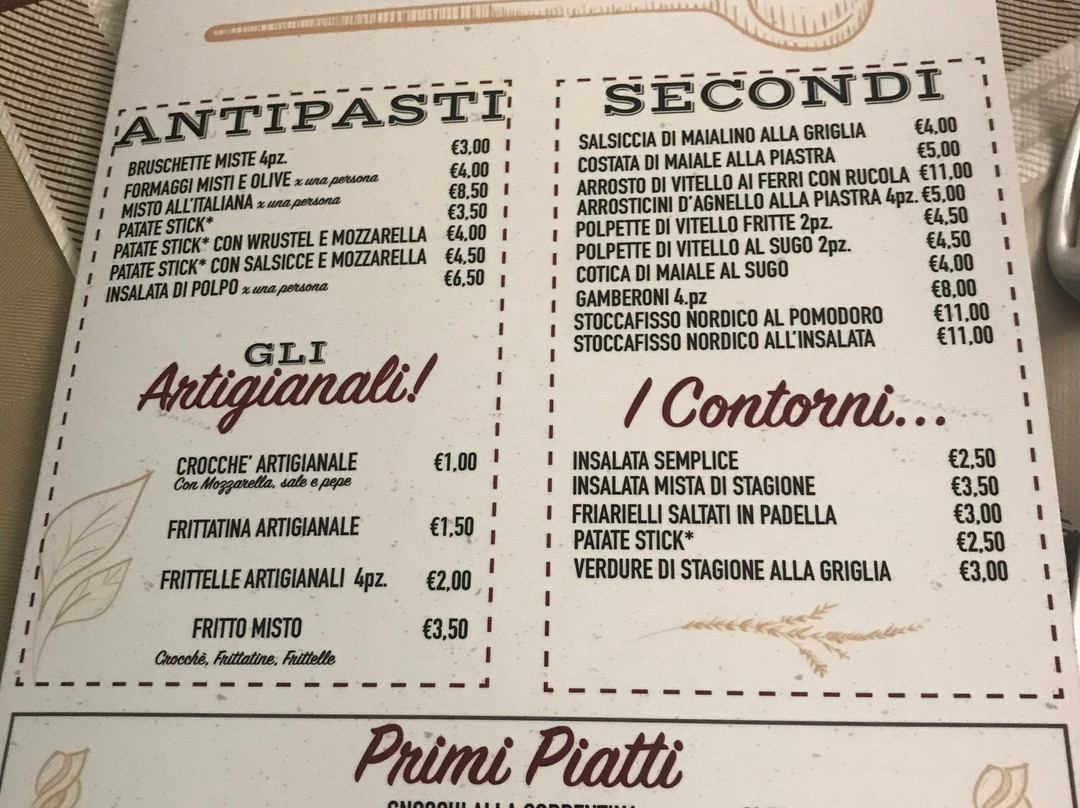 ANTIPASTI
BRUSCHETTE MISTE 4pz. €3,00
FORMAGGI MISTI E OLIVE x una persona €4,00
MISTO ALL'ITALIANA x una persona €8,50
PATATE STICK* €3,50
PATATE STICK* CON WRUSTEL E MOZZARELLA €4,00
PATATE STICK* CON SALSICCE E MOZZARELLA €4,50
INSALATA DI POLPO x una persona €6,50
GLI
Artigianali!
CROCCHE' ARTIGIANALE €1,00
Con Mozzarella, sale e pepe
FRITTATINA ARTIGIANALE €1,50
FRITTELLE ARTIGIANALI 4pz. €2,00
FRITTO MISTO €3,50
Crocchè, Frittatine, Frittelle
SECONDI
SALSICCIA DI MAIALINO ALLA GRIGLIA €4,00
COSTATA DI MAIALE ALLA PIASTRA €5,00
ARROSTO DI VITELLO AI FERRI CON RUCOLA €11,00
ARROSTICINI D'AGNELLO ALLA PIASTRA 4pz. €5,00
POLPETTE DI VITELLO FRITTE 2pz. €4,50
POLPETTE DI VITELLO AL SUGO 2pz. €4,50
COTICA DI MAIALE AL SUGO €4,00
GAMBERONI 4.pz €8,00
STOCCAFISSO NORDICO AL POMODORO €11,00
STOCCAFISSO NORDICO ALL'INSALATA €11,00
I Contorni...
INSALATA SEMPLICE €2,50
INSALATA MISTA DI STAGIONE €3,50
FRIARIELLI SALTATI IN PADELLA €3,00
PATATE STICK* €2,50
VERDURE DI STAGIONE ALLA GRIGLIA €3,00
Primi Piatti
GNOCCHI ALLA SORRENTINA